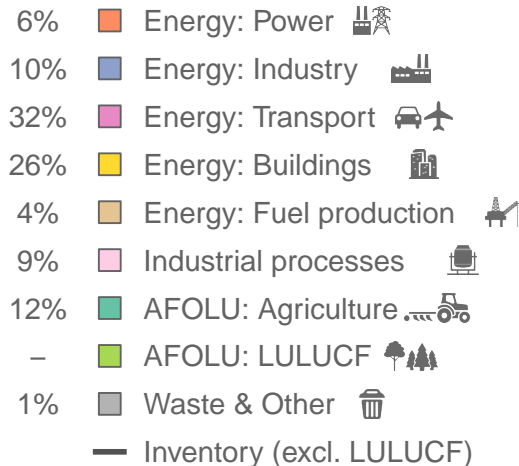 6% Energy: Power
10% Energy: Industry
32% Energy: Transport
26% Energy: Buildings
4% Energy: Fuel production
9% Industrial processes
12% AFOLU: Agriculture
– AFOLU: LULUCF
1% Waste & Other
Inventory (excl. LULUCF)